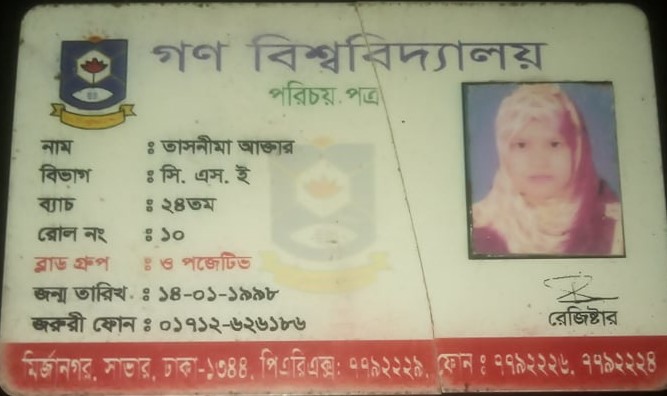 গণ বিশ্ববিদ্যালয়
পরিচয় পত্র
নাম : তাসনীমা আক্তার
বিভাগ : সি. এস. ই
ব্যাচ : ২৪তম
রোল নং : ১০
ব্লাড গ্রুপ : ও পজেটিভ
জন্ম তারিখ : ১৪-০১-১৯৯৮
জরুরী ফোন : ০১৭১২-৬২৬১৮৬
রেজিষ্টার
মির্জানগর, সাভার, ঢাকা-১৩৪৪, পিএবিএক্স: ৭৭৯২২২৯, ফোন : ৭৭৯২২২৬, ৭৭৯২২২৪